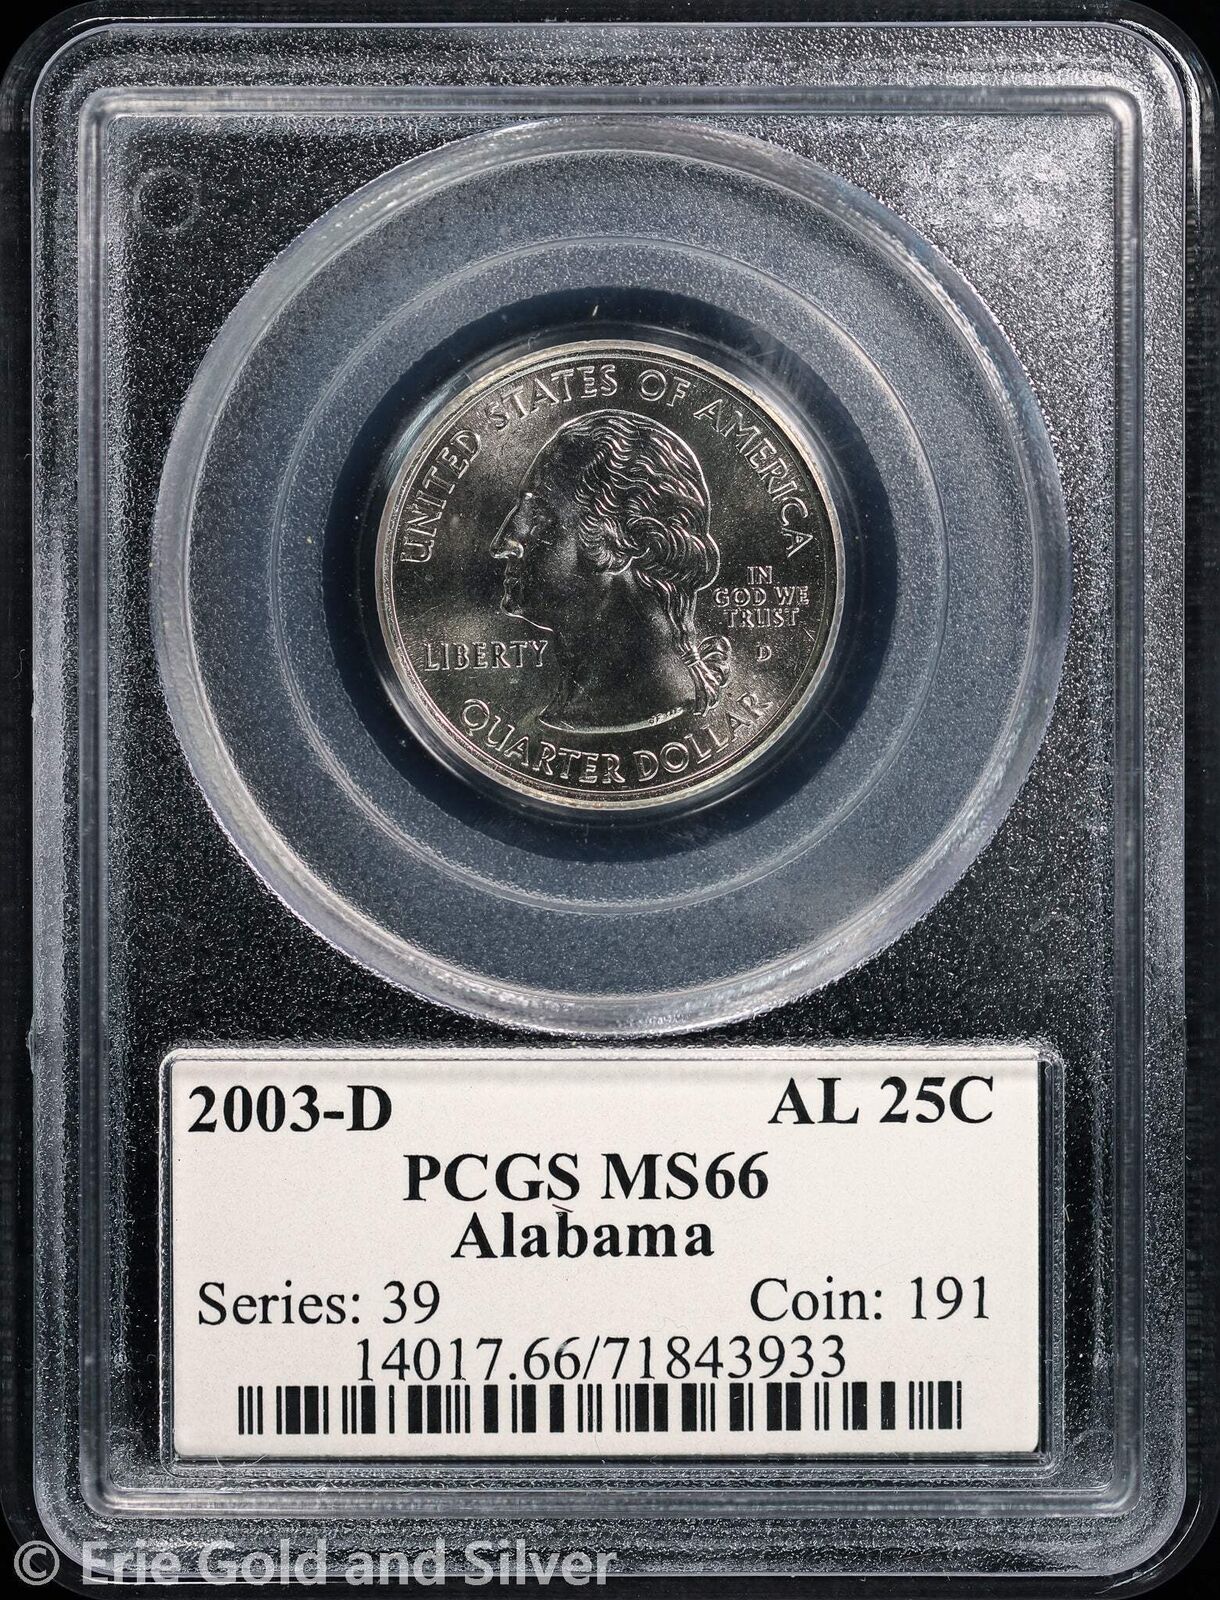 UNITED STATES OF AMERICA
IN
GOD WE
TRUST
LIBERTY
D
QUARTER DOLLAR
2003-D AL 25C
PCGS MS66
Alabama
Series: 39 Coin: 191
14017.66/71843933
© Erie Gold and Silver